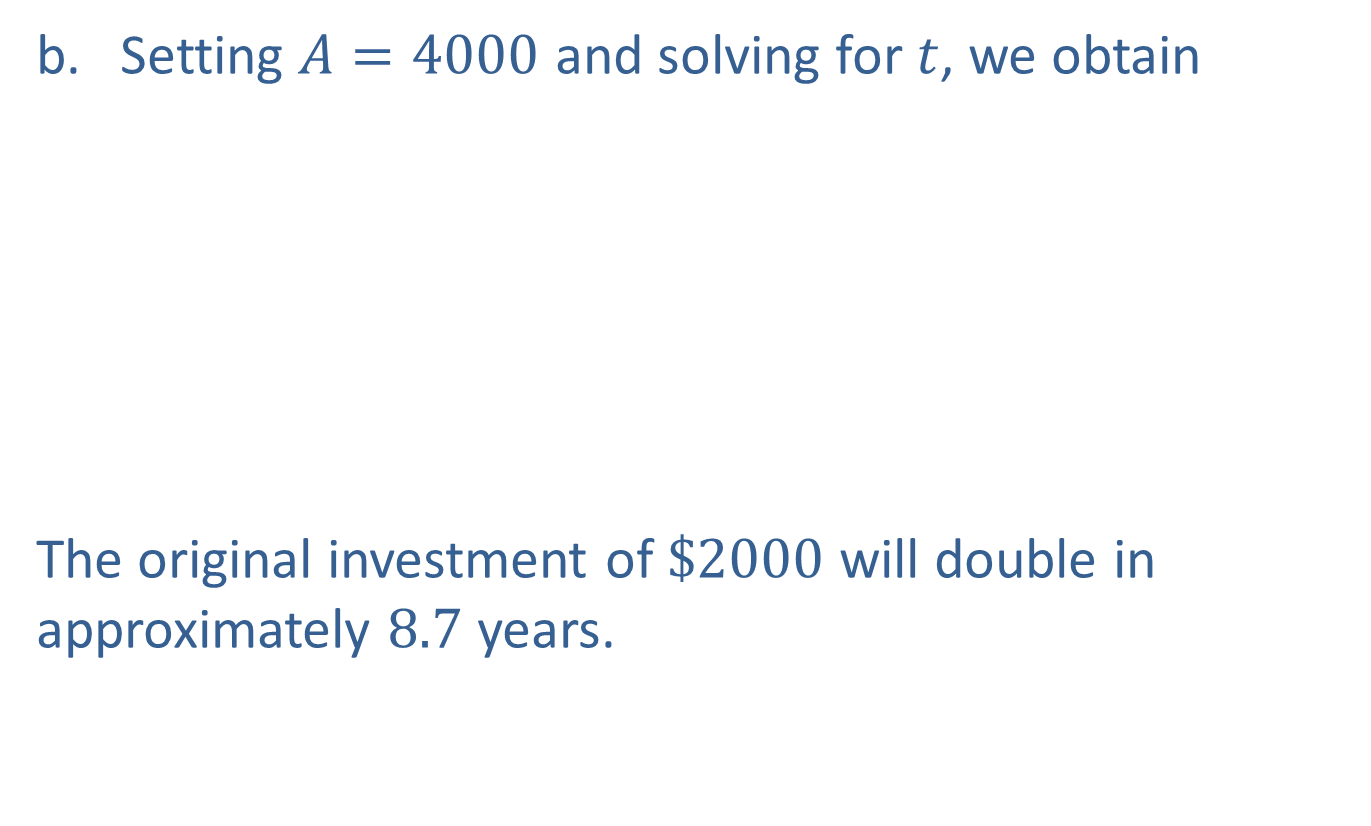 b. Setting A = 4000 and solving for t, we obtain
The original investment of $2000 will double in
approximately 8.7 years.